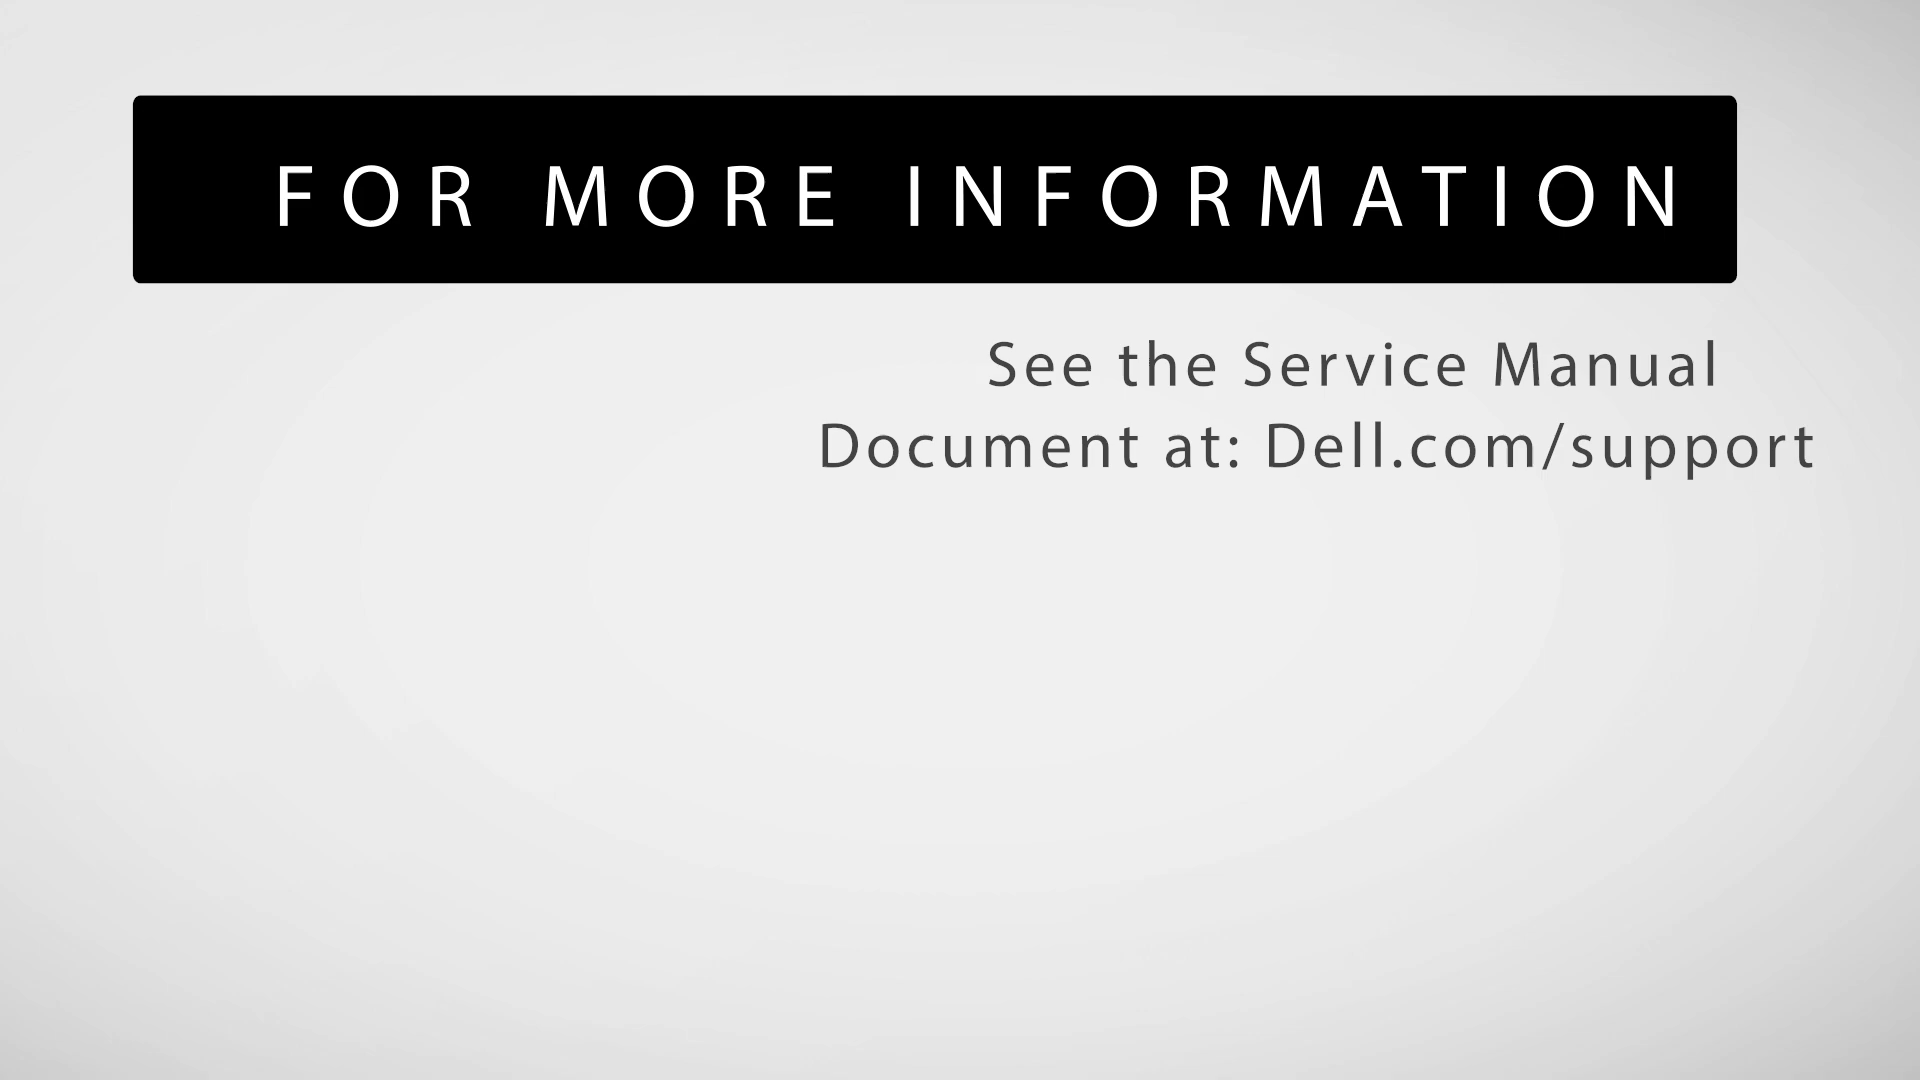 FOR MORE INFORMATION
See the Service Manual
Document at: Dell.com/support